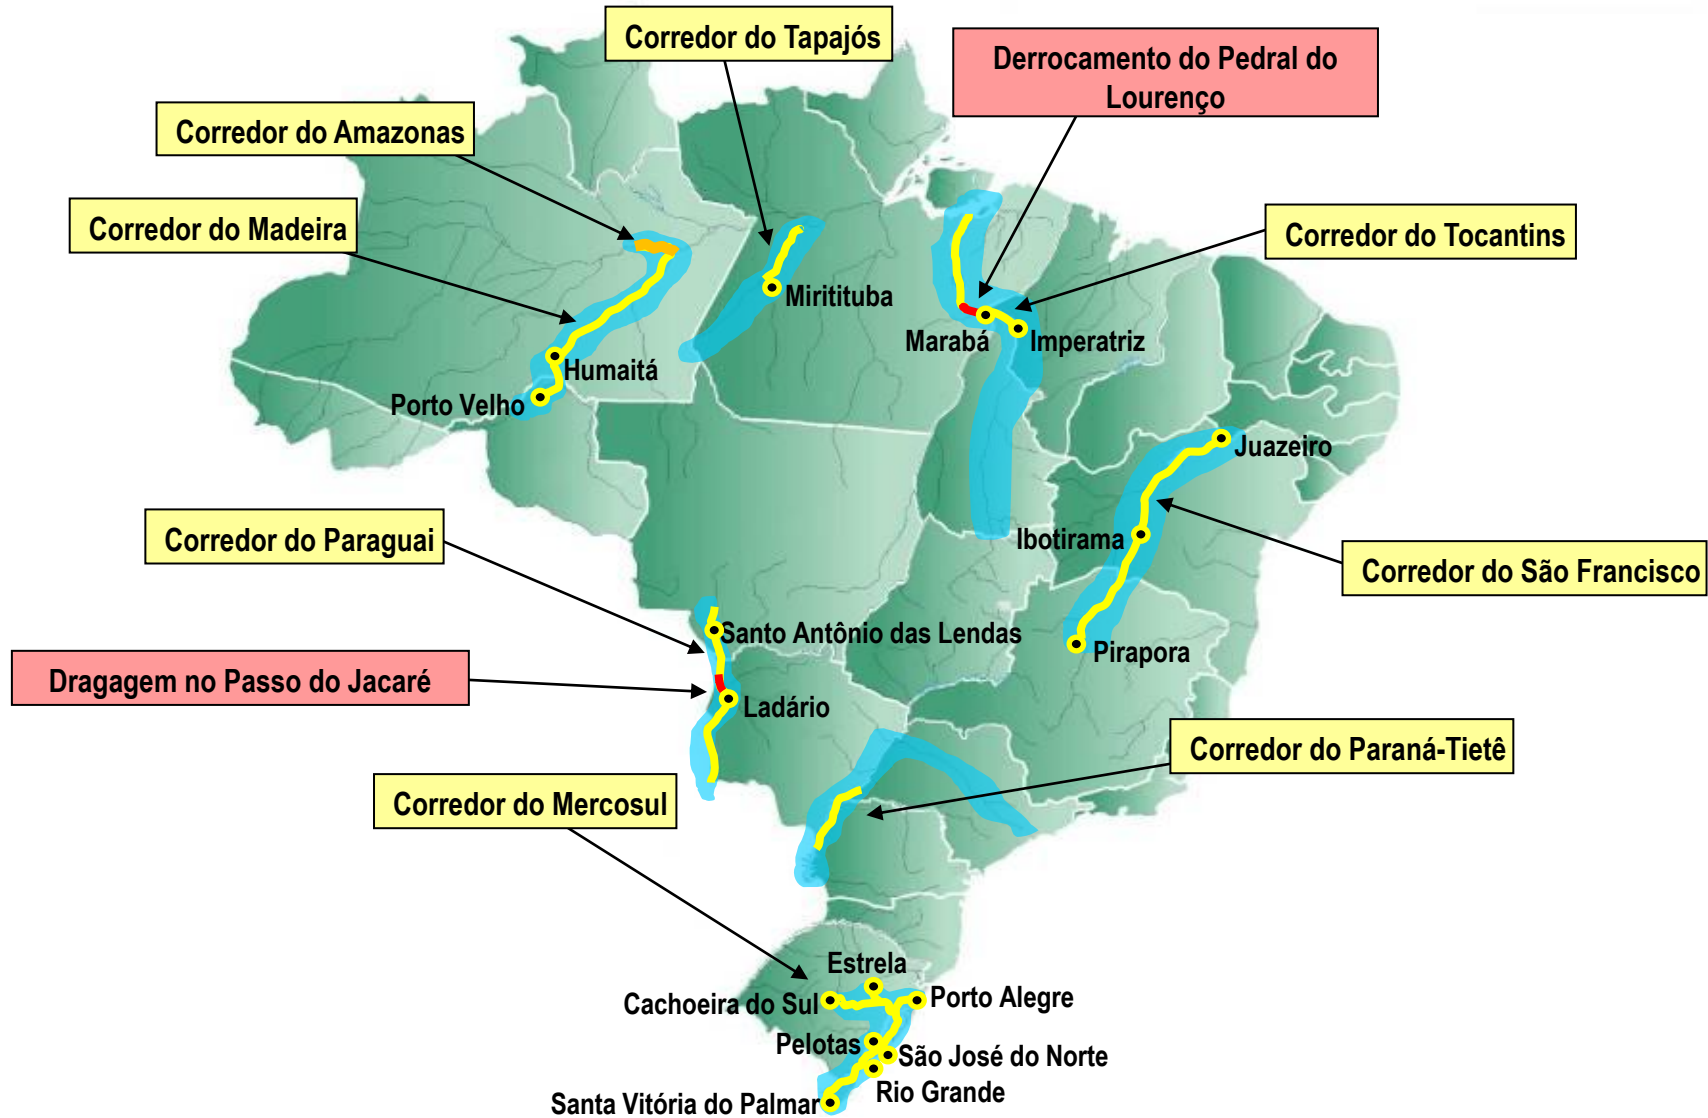 Corredor do Tapajós
Derrocamento do Pedral do
Lourenço
Corredor do Amazonas
Corredor do Madeira
Corredor do Tocantins
Miritituba
Marabá
Imperatriz
Humaitá
Porto Velho
Juazeiro
Ibotirama
Corredor do Paraguai
Corredor do São Francisco
Santo Antônio das Lendas
Pirapora
Dragagem no Passo do Jacaré
Ladário
Corredor do Paraná-Tietê
Corredor do Mercosul
Estrela
Cachoeira do Sul
Porto Alegre
Pelotas
São José do Norte
Rio Grande
Santa Vitória do Palmar